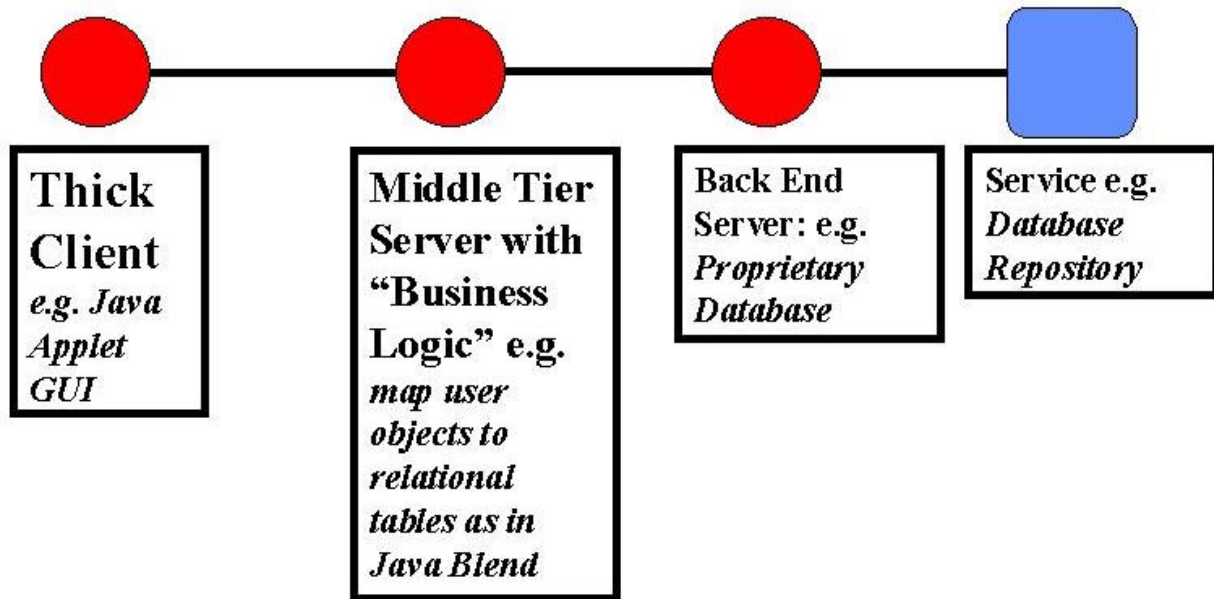 Thick
Client
e.g. Java
Applet
GUI
Middle Tier
Server with
“Business
Logic” e.g.
map user
objects to
relational
tables as in
Java Blend
Back End
Server: e.g.
Proprietary
Database
Service e.g.
Database
Repository